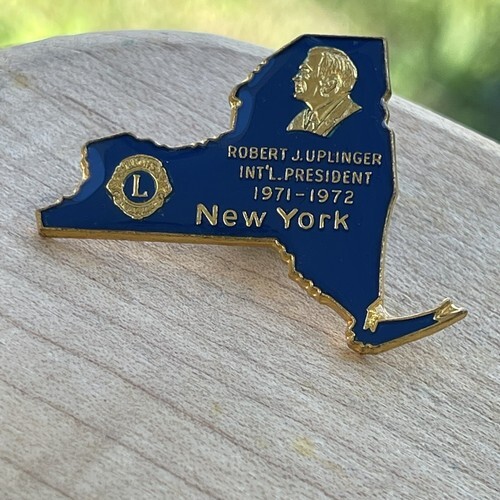 ROBERT J. UPLINGER
INT'L. PRESIDENT
1971-1972
L
New York